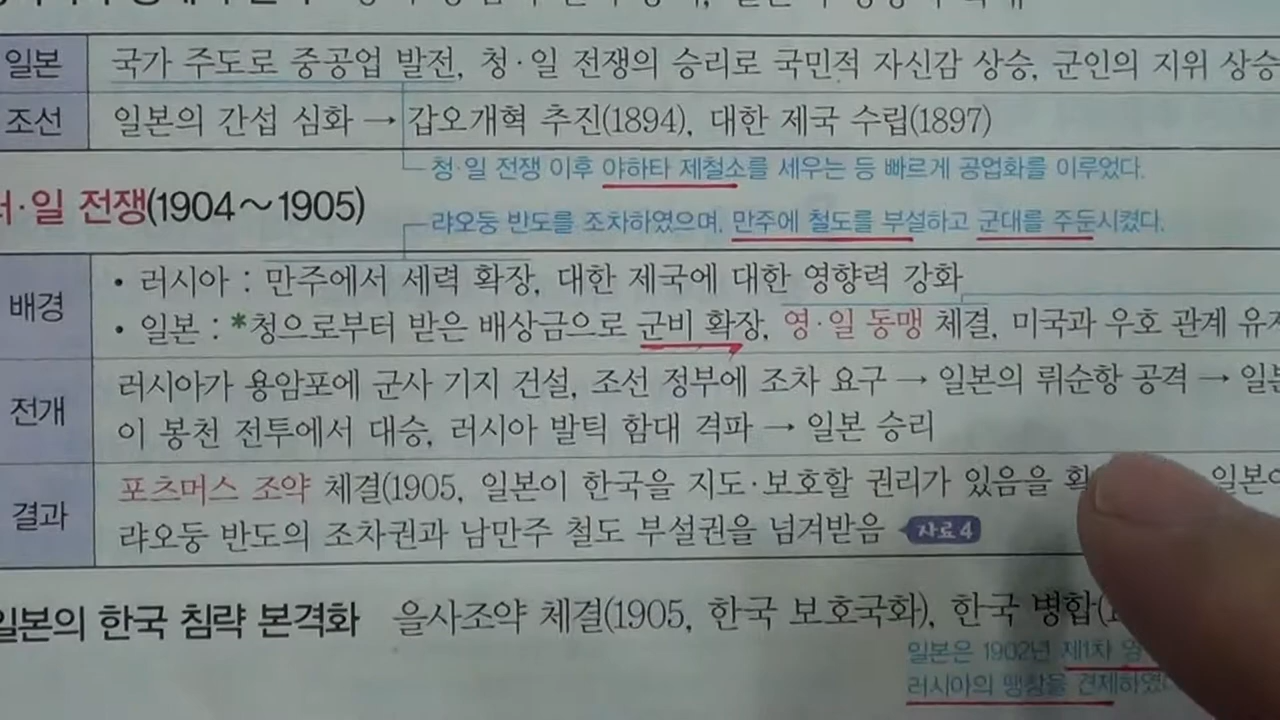 일본 국가 주도로 중공업 발전, 청·일 전쟁의 승리로 국민적 자신감 상승, 군인의 지위 상승
조선 일본의 간섭 심화 → 갑오개혁 추진(1894), 대한 제국 수립(1897)
청·일 전쟁 이후 야하타 제철소를 세우는 등 빠르게 공업화를 이루었다.
·일 전쟁(1904～1905)
랴오둥 반도를 조차하였으며, 만주에 철도를 부설하고 군대를 주둔시켰다.
배경 • 러시아 : 만주에서 세력 확장, 대한 제국에 대한 영향력 강화
• 일본 : *청으로부터 받은 배상금으로 군비 확장, 영·일 동맹 체결, 미국과 우호 관계 유지
전개 러시아가 용암포에 군사 기지 건설, 조선 정부에 조차 요구 → 일본의 뤼순항 공격 → 일본
이 봉천 전투에서 대승, 러시아 발틱 함대 격파 → 일본 승리
결과 포츠머스 조약 체결(1905, 일본이 한국을 지도·보호할 권리가 있음을 일본이
랴오둥 반도의 조차권과 남만주 철도 부설권을 넘겨받음 자료 4
일본의 한국 침략 본격화 을사조약 체결(1905, 한국 보호국화), 한국 병합(
일본은 1902년 제1차 영
러시아의 팽창을 견제하였